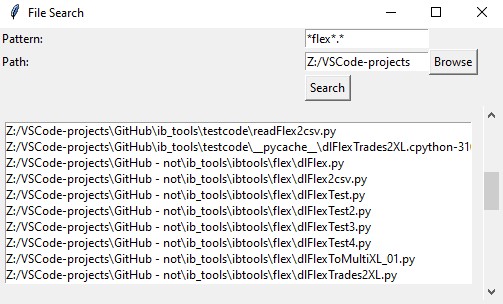 File Search
Pattern: *flex*.*
Path: Z:/VSCode-projects Browse
Search
Z:/VSCode-projects\GitHub\ib_tools\testcode\readFlex2csv.py
Z:/VSCode-projects\GitHub\ib_tools\testcode\__pycache__\dlFlexTrades2XL.cpython-310
Z:/VSCode-projects\GitHub - not\ib_tools\ibtools\flex\dlFlex.py
Z:/VSCode-projects\GitHub - not\ib_tools\ibtools\flex\dlFlex2csv.py
Z:/VSCode-projects\GitHub - not\ib_tools\ibtools\flex\dlFlexTest.py
Z:/VSCode-projects\GitHub - not\ib_tools\ibtools\flex\dlFlexTest2.py
Z:/VSCode-projects\GitHub - not\ib_tools\ibtools\flex\dlFlexTest3.py
Z:/VSCode-projects\GitHub - not\ib_tools\ibtools\flex\dlFlexTest4.py
Z:/VSCode-projects\GitHub - not\ib_tools\ibtools\flex\dlFlexToMultiXL_01.py
Z:/VSCode-projects\GitHub - not\ib_tools\ibtools\flex\dlFlexTrades2XL.py